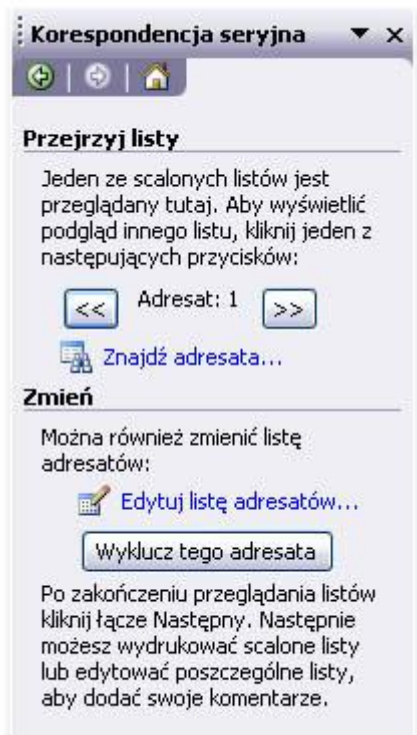 Korespondencja seryjna
Przejrzyj listy
Jeden ze scalonych listów jest
przeglądany tutaj. Aby wyświetlić
podgląd innego listu, kliknij jeden z
następujących przycisków:
<< Adresat: 1 >>
Znajdź adresata...
Zmień
Można również zmienić listę
adresatów:
Edytuj listę adresatów...
Wyklucz tego adresata
Po zakończeniu przeglądania listów
kliknij łącze Następny. Następnie
możesz wydrukować scalone listy
lub edytować poszczególne listy,
aby dodać swoje komentarze.